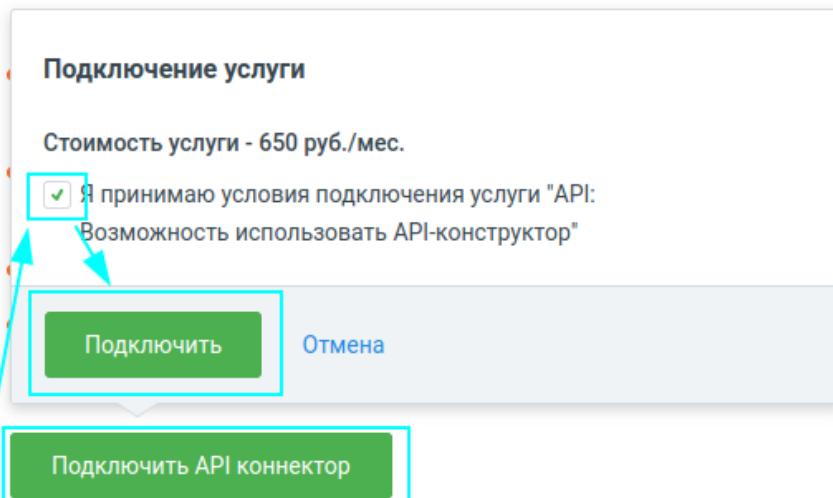 Подключение услуги
Стоимость услуги - 650 руб./мес.
Я принимаю условия подключения услуги "API:
Возможность использовать API-конструктор"
Подключить Отмена
Подключить API коннектор